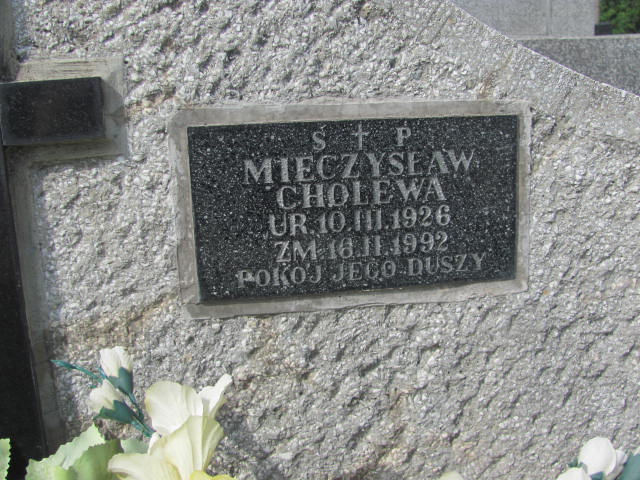 Ś † P
MIECZYSŁAW
CHOLEWA
UR. 10.III.1926
ZM. 16.II.1992
POKÓJ JEGO DUSZY